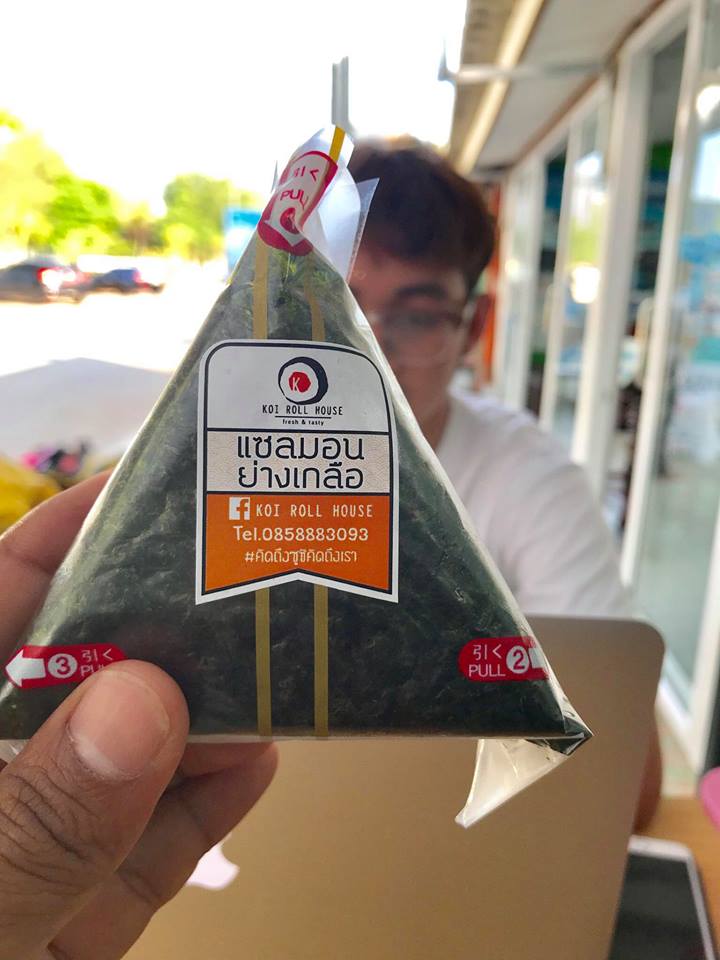 引く
PULL
K
KOI ROLL HOUSE
fresh & tasty
แซลมอน
ย่างเกลือ
f KOI ROLL HOUSE
Tel.0858883093
#คิดถึงซูชิคิดถึงเรา
3 引く
PULL
引く
PULL 2